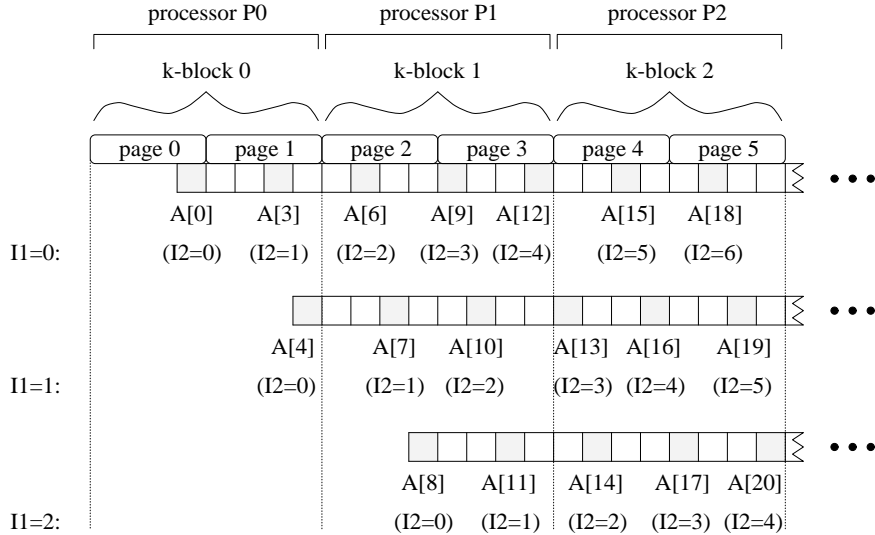 processor P0 processor P1 processor P2
k-block 0 k-block 1 k-block 2
page 0 page 1 page 2 page 3 page 4 page 5
A[0] A[3] A[6] A[9] A[12] A[15] A[18]
I1=0: (I2=0) (I2=1) (I2=2) (I2=3) (I2=4) (I2=5) (I2=6)
A[4] A[7] A[10] A[13] A[16] A[19]
I1=1: (I2=0) (I2=1) (I2=2) (I2=3) (I2=4) (I2=5)
A[8] A[11] A[14] A[17] A[20]
I1=2: (I2=0) (I2=1) (I2=2) (I2=3) (I2=4)